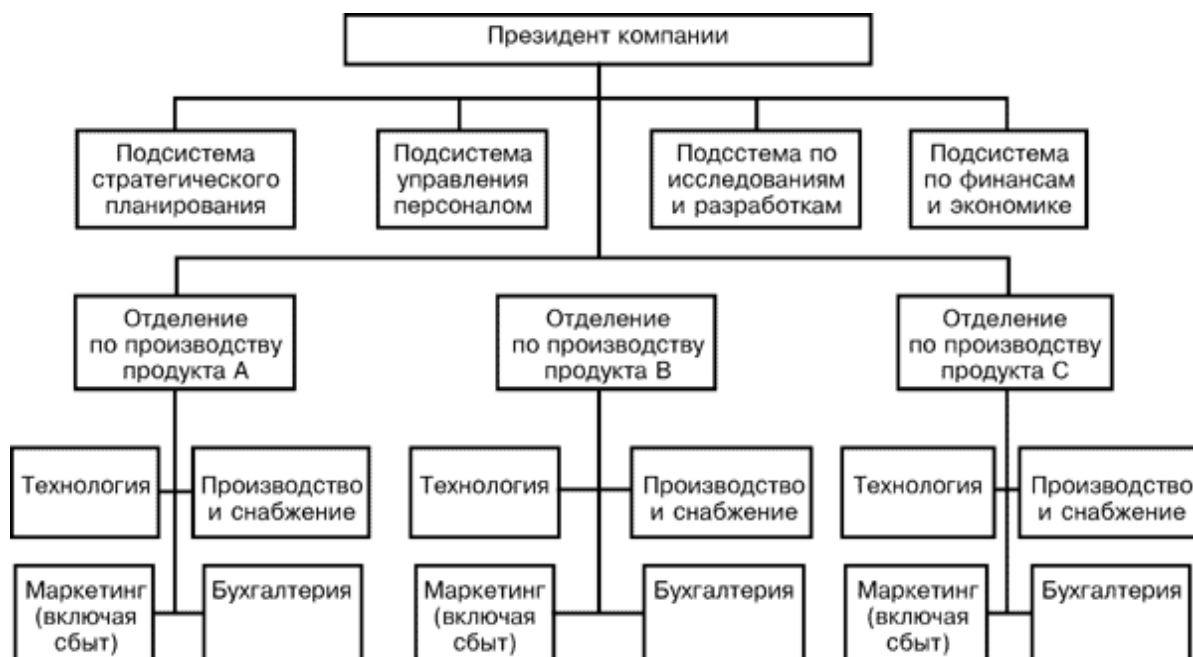 Президент компании
Подсистема
стратегического
планирования
Подсистема
управления
персоналом
Подсстема по
исследованиям
и разработкам
Подсистема
по финансам
и экономике
Отделение
по производству
продукта А
Отделение
по производству
продукта В
Отделение
по производству
продукта С
Технология
Производство
и снабжение
Технология
Производство
и снабжение
Технология
Производство
и снабжение
Маркетинг
(включая
сбыт)
Бухгалтерия
Маркетинг
(включая
сбыт)
Бухгалтерия
Маркетинг
(включая
сбыт)
Бухгалтерия